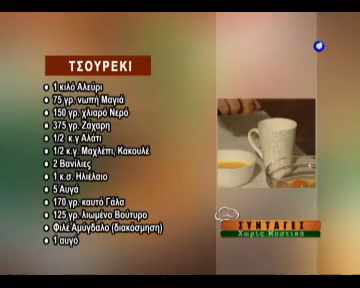 ΤΣΟΥΡΕΚΙ
• 1 κιλό Αλεύρι
• 75 γρ. νωπή Μαγιά
• 150 γρ. χλιαρό Νερό
• 375 γρ. Ζάχαρη
• 1/2 κ.γ Αλάτι
• 1/2 κ.γ. Μαχλέπι, Κακουλέ
• 2 Βανίλιες
• 1 κ.σ. Ηλιέλαιο
• 5 Αυγά
• 170 γρ. καυτό Γάλα
• 125 γρ. λιωμένο Βούτυρο
• Φιλέ Αμύγδαλο (διακόσμηση)
• 1 αυγό
ΣΥΝΤΑΓΕΣ
Χωρίς Μυστικά